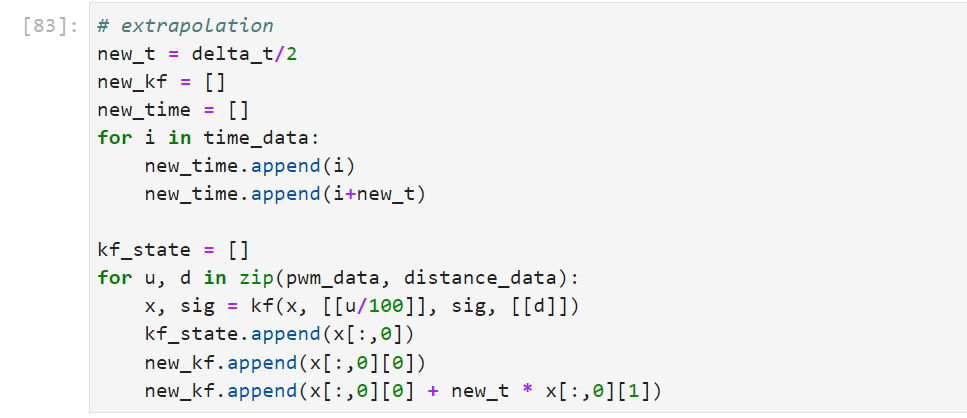 [83]: # extrapolation
new_t = delta_t/2
new_kf = []
new_time = []
for i in time_data:
    new_time.append(i)
    new_time.append(i+new_t)

kf_state = []
for u, d in zip(pwm_data, distance_data):
    x, sig = kf(x, [[u/100]], sig, [[d]])
    kf_state.append(x[:,0])
    new_kf.append(x[:,0][0])
    new_kf.append(x[:,0][0] + new_t * x[:,0][1])